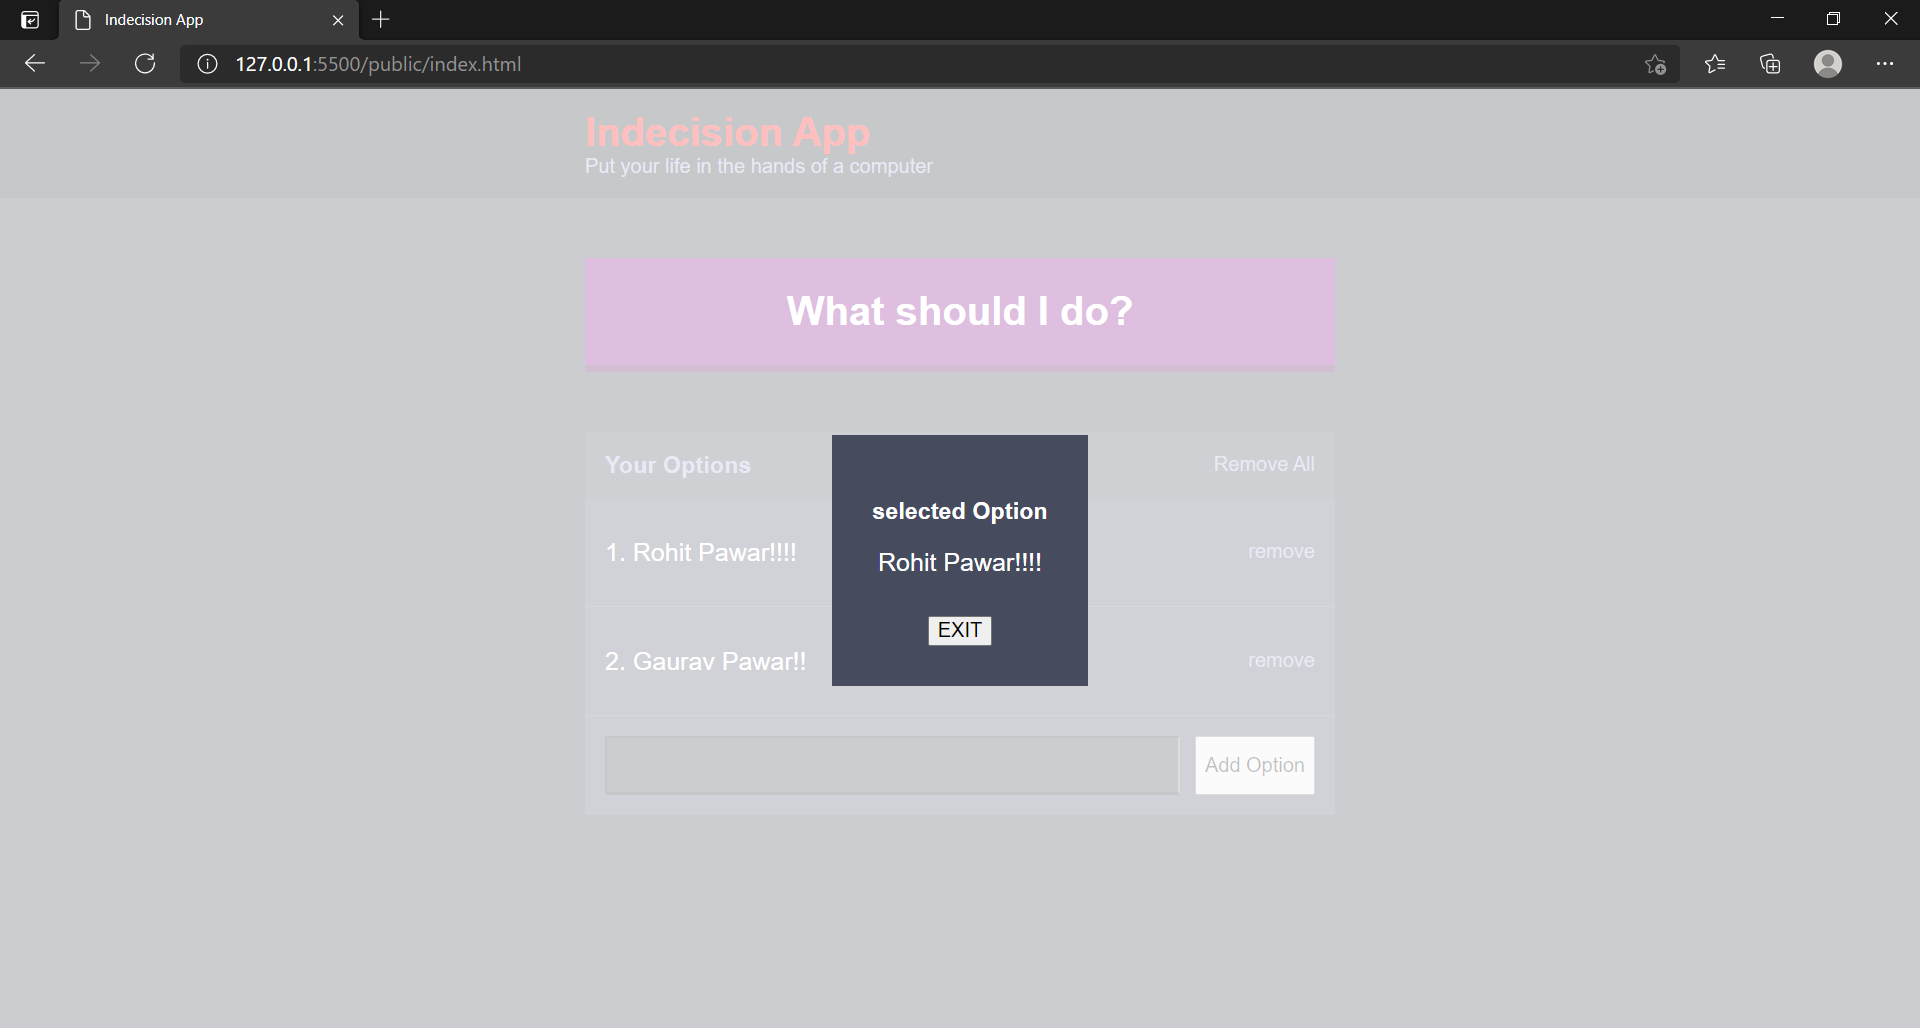 Indecision App
127.0.0.1:5500/public/index.html
Indecision App
Put your life in the hands of a computer
What should I do?
Your Options
Remove All
selected Option
1. Rohit Pawar!!!!
remove
Rohit Pawar!!!!
EXIT
2. Gaurav Pawar!!
remove
Add Option